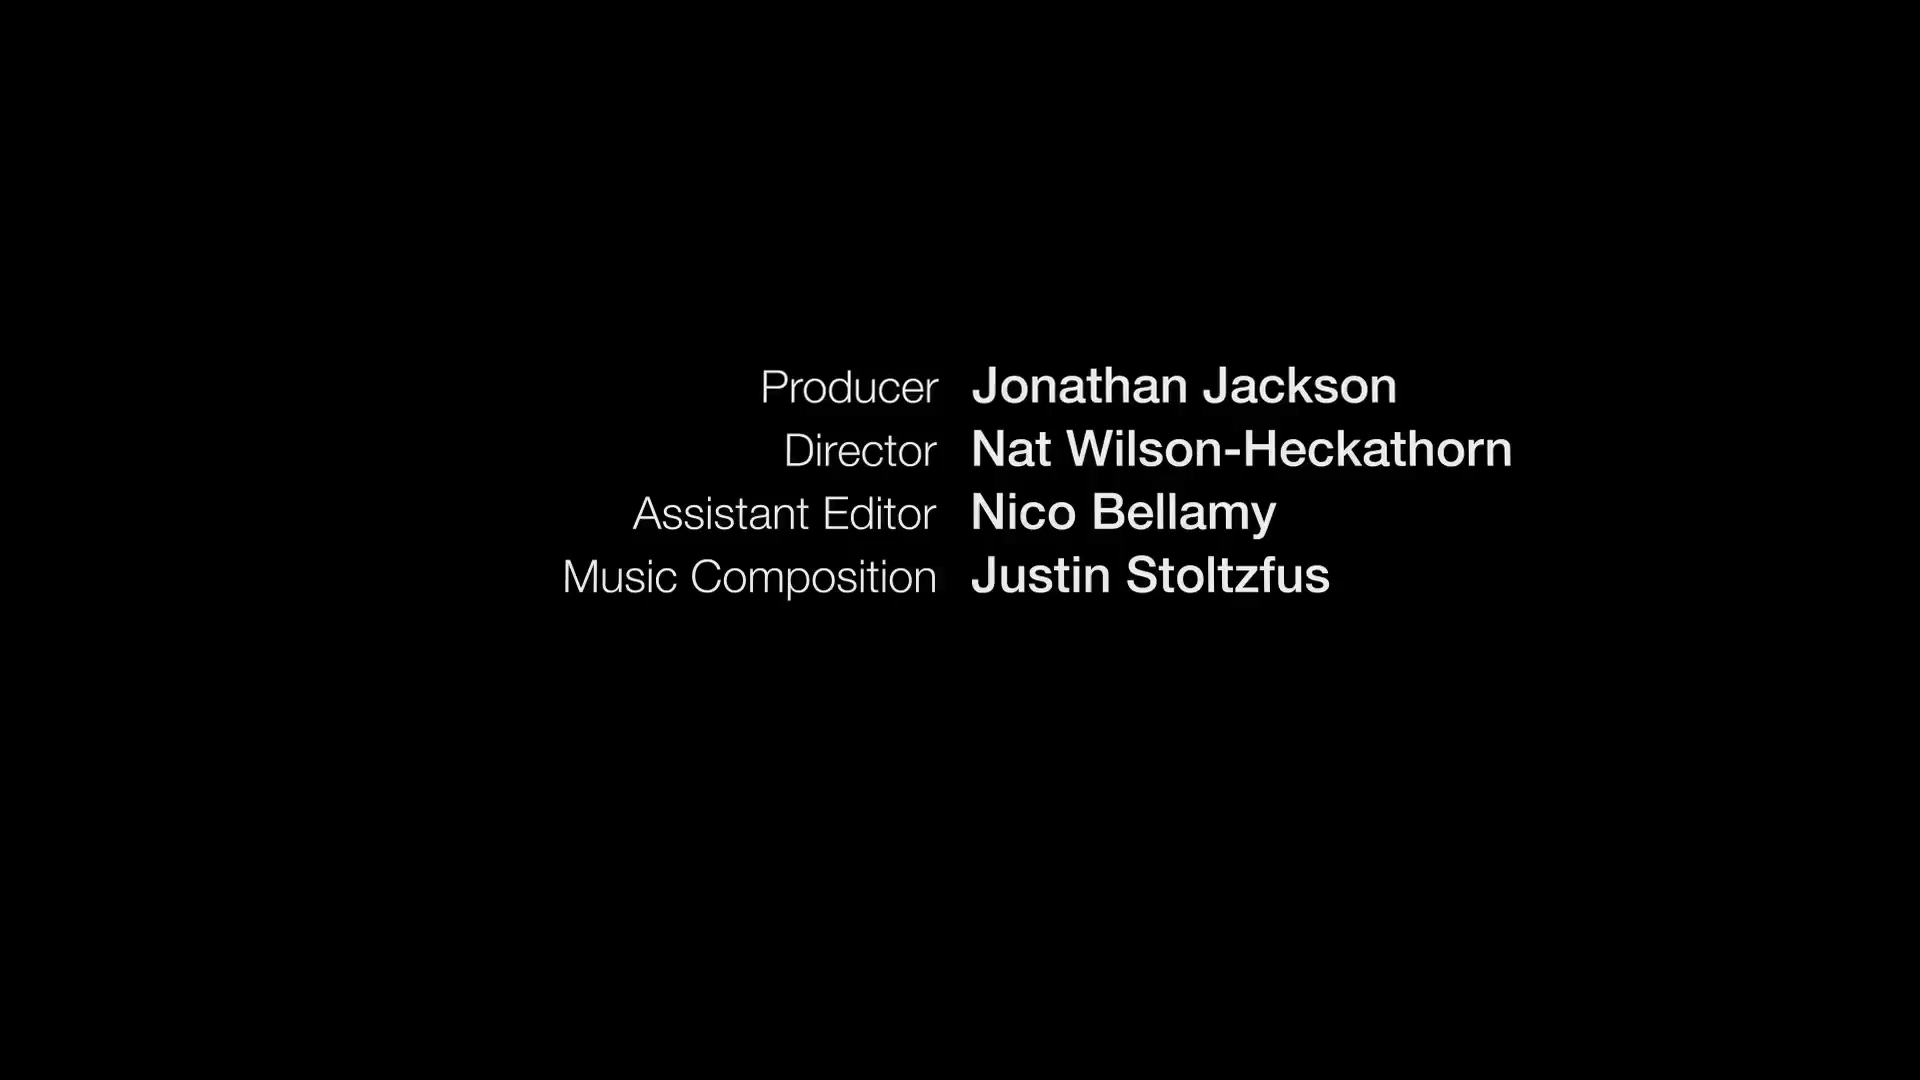 Producer Jonathan Jackson
Director Nat Wilson-Heckathorn
Assistant Editor Nico Bellamy
Music Composition Justin Stoltzfus